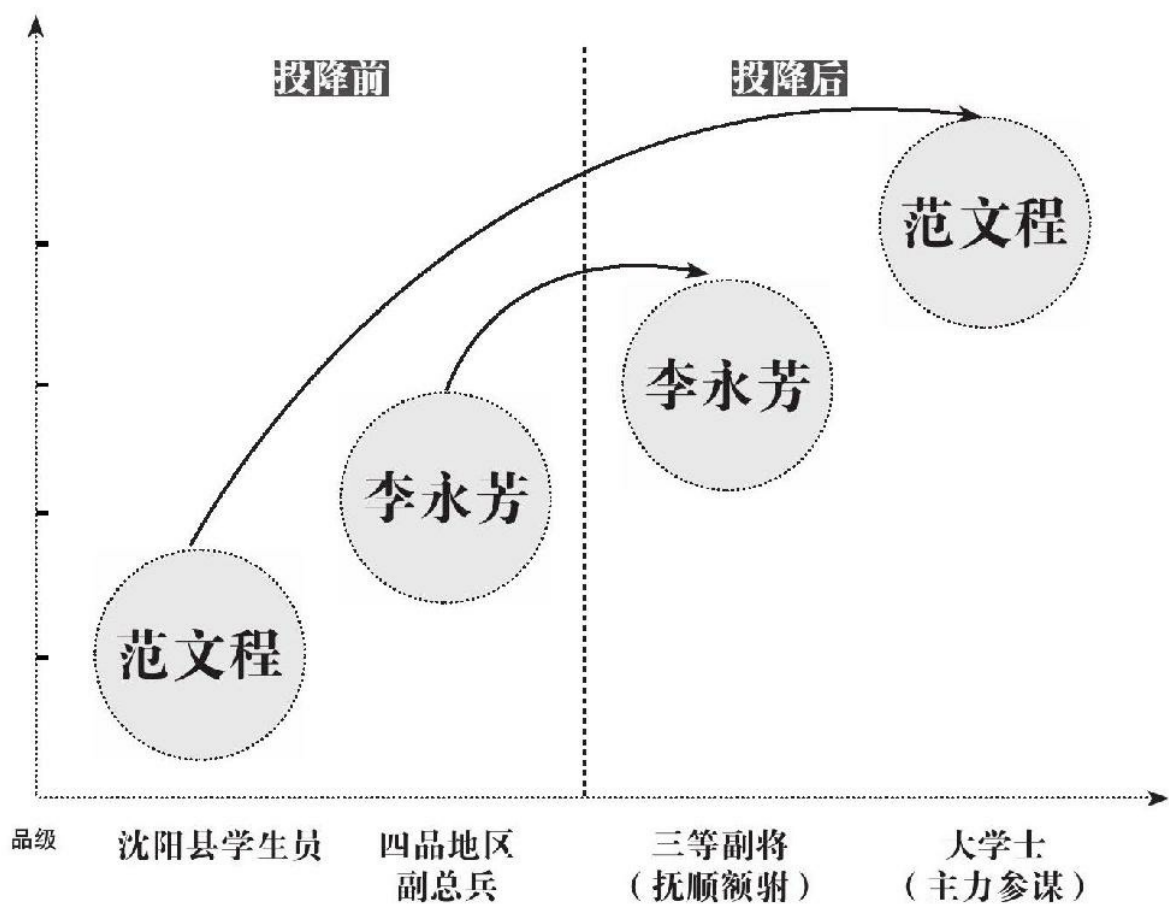 投降前
投降后
范文程
李永芳
李永芳
范文程
品级
沈阳县学生员
四品地区
副总兵
三等副将
（抚顺额驸）
大学士
（主力参谋）